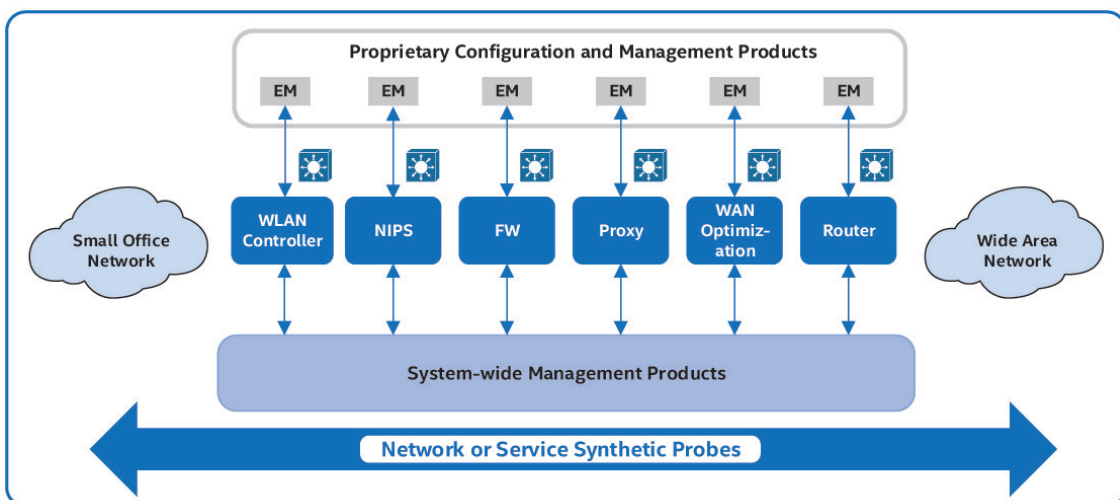 Proprietary Configuration and Management Products
EM
EM
EM
EM
EM
EM
Small Office
Network
WLAN
Controller
NIPS
FW
Proxy
WAN
Optimiz-
ation
Router
Wide Area
Network
System-wide Management Products
Network or Service Synthetic Probes